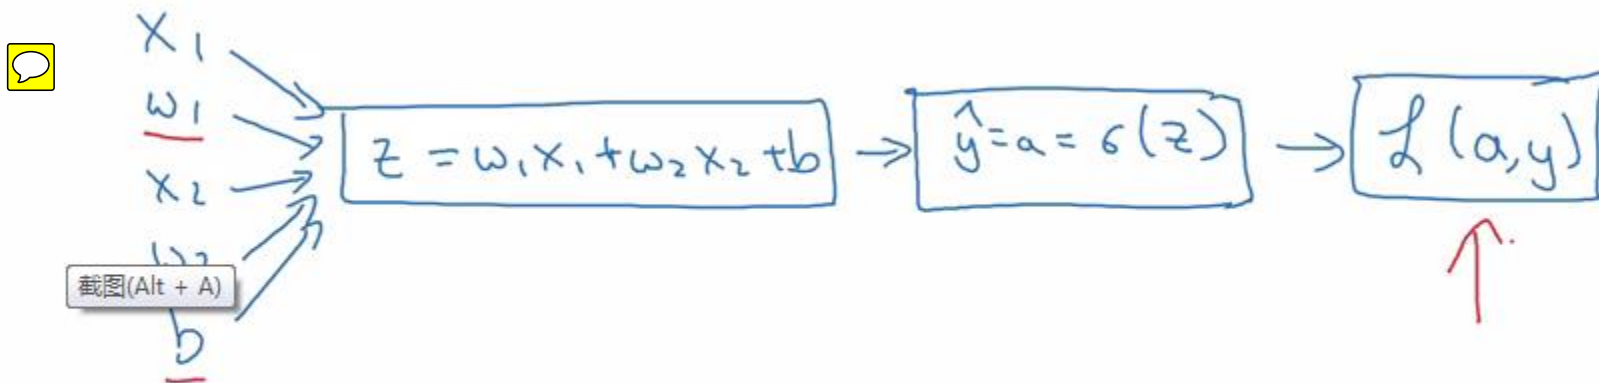 x₁
w₁
x₂
z = w₁x₁ + w₂x₂ + b
ŷ = a = σ(z)
ℒ(a,y)
截图(Alt + A)
b